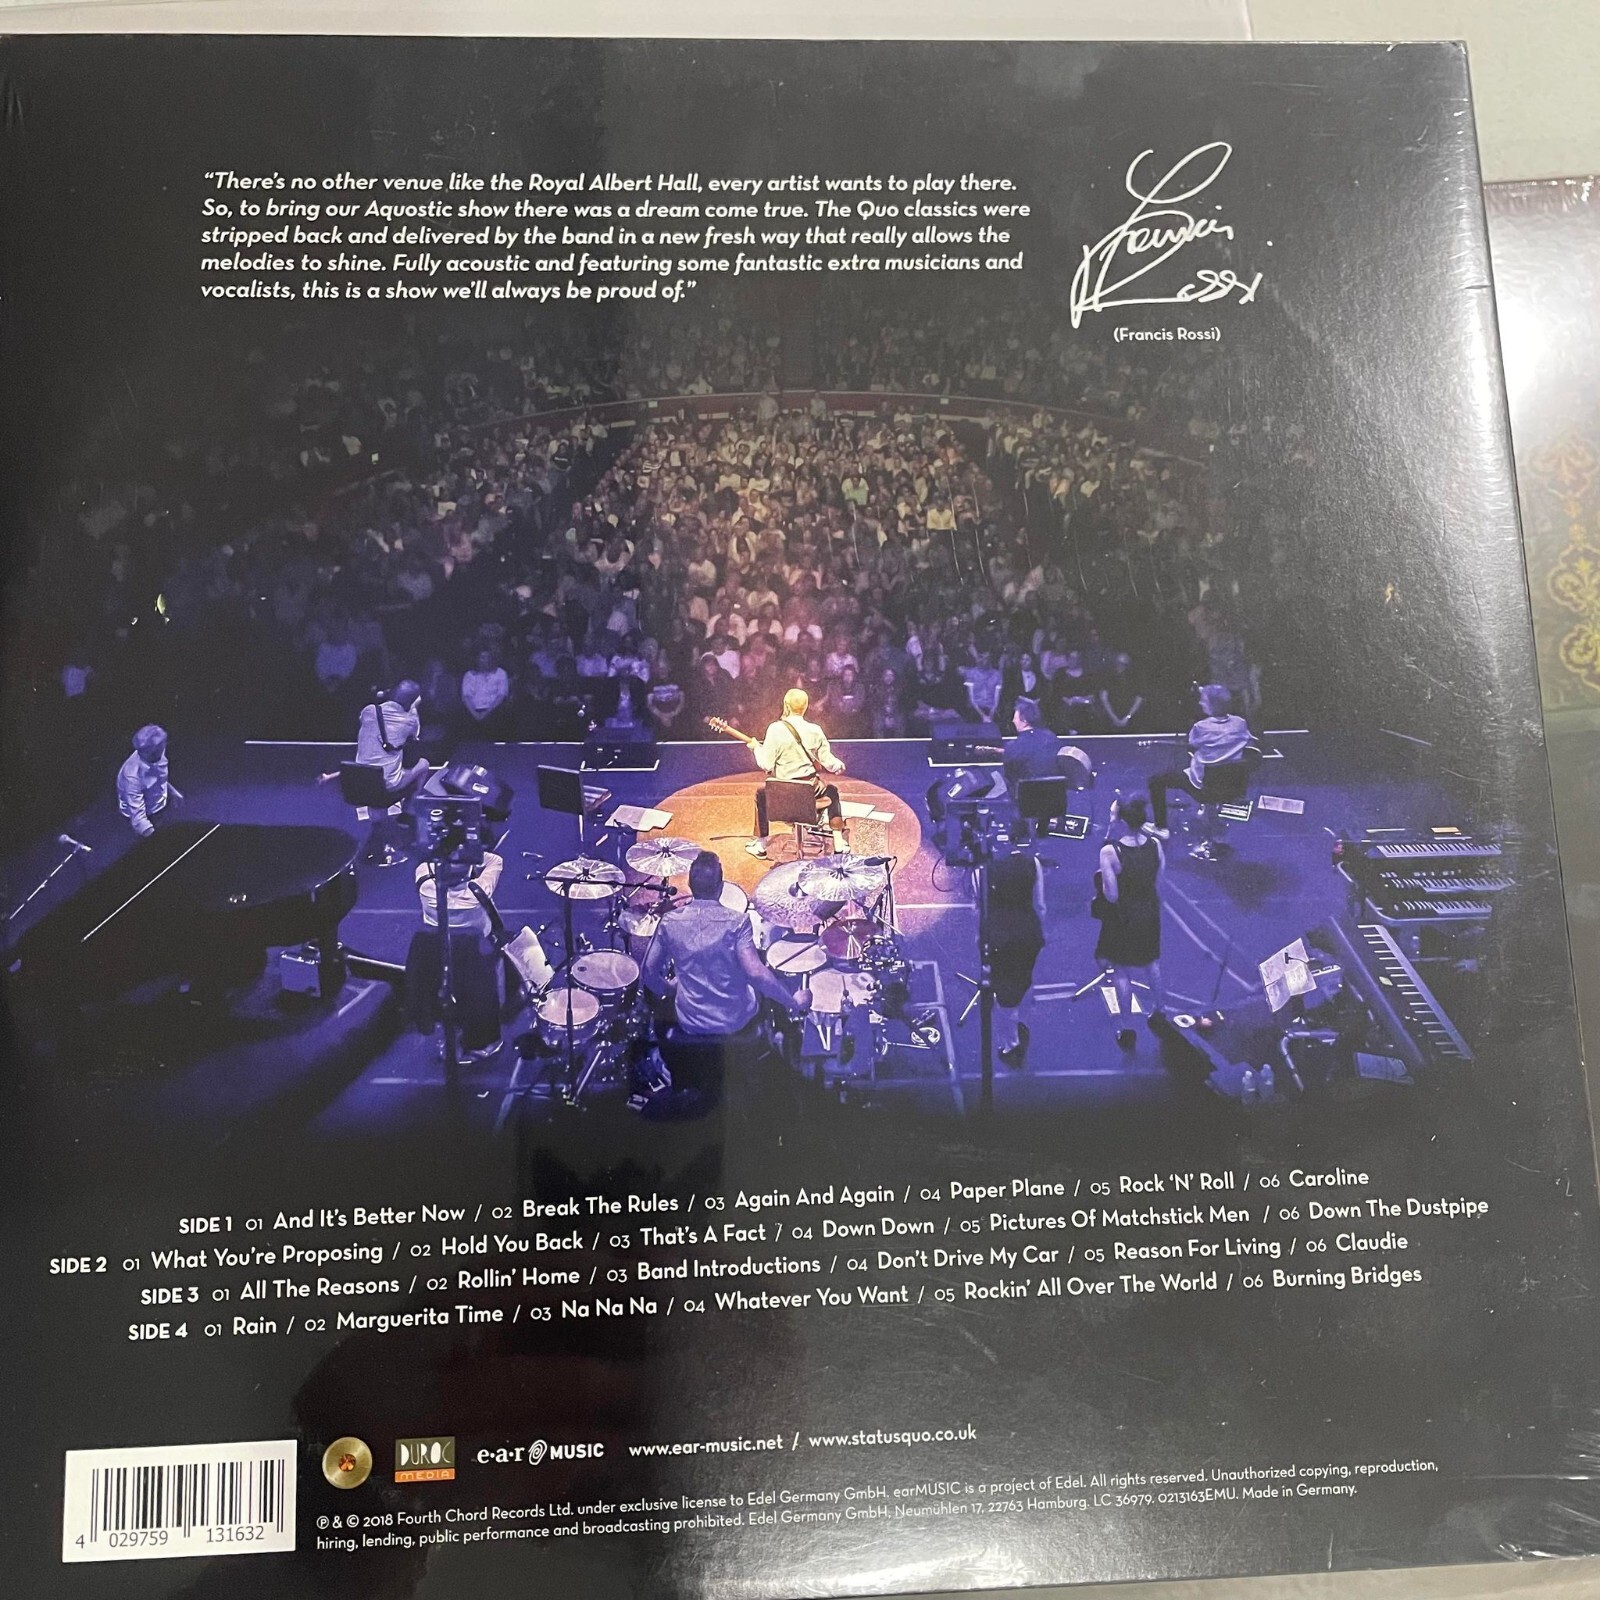 “There’s no other venue like the Royal Albert Hall, every artist wants to play there.
So, to bring our Aquostic show there was a dream come true. The Quo classics were
stripped back and delivered by the band in a new fresh way that really allows the
melodies to shine. Fully acoustic and featuring some fantastic extra musicians and
vocalists, this is a show we’ll always be proud of.”
Francis Rossi
(Francis Rossi)
SIDE 1 01 And It’s Better Now / 02 Break The Rules / 03 Again And Again / 04 Paper Plane / 05 Rock ‘N’ Roll / 06 Caroline
SIDE 2 01 What You’re Proposing / 02 Hold You Back / 03 That’s A Fact / 04 Down Down / 05 Pictures Of Matchstick Men / 06 Down The Dustpipe
SIDE 3 01 All The Reasons / 02 Rollin’ Home / 03 Band Introductions / 04 Don’t Drive My Car / 05 Reason For Living / 06 Claudie
SIDE 4 01 Rain / 02 Marguerita Time / 03 Na Na Na / 04 Whatever You Want / 05 Rockin’ All Over The World / 06 Burning Bridges
DUROC MEDIA e·a·r MUSIC www.ear-music.net / www.statusquo.co.uk
℗ & © 2018 Fourth Chord Records Ltd. under exclusive license to Edel Germany GmbH. earMUSIC is a project of Edel. All rights reserved. Unauthorized copying, reproduction,
hiring, lending, public performance and broadcasting prohibited. Edel Germany GmbH, Neumühlen 17, 22763 Hamburg. LC 36979. 0213163EMU. Made in Germany.
4 029759 131632